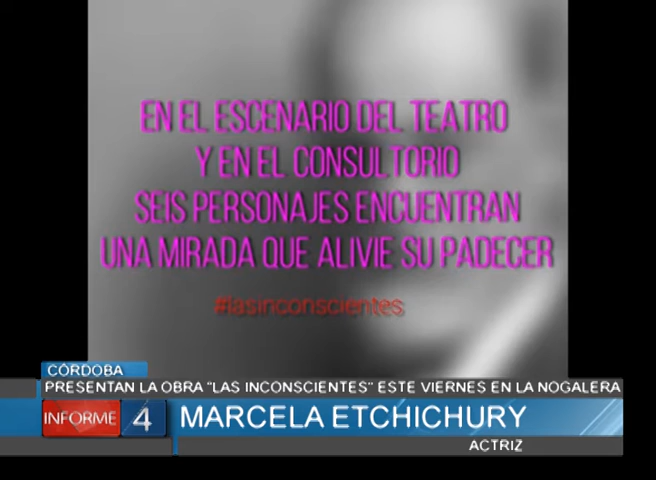 EN EL ESCENARIO DEL TEATRO
Y EN EL CONSULTORIO
SEIS PERSONAJES ENCUENTRAN
UNA MIRADA QUE ALIVIE SU PADECER
#lasinconscientes
CÓRDOBA
PRESENTAN LA OBRA "LAS INCONSCIENTES" ESTE VIERNES EN LA NOGALERA
INFORME 4 MARCELA ETCHICHURY
ACTRIZ